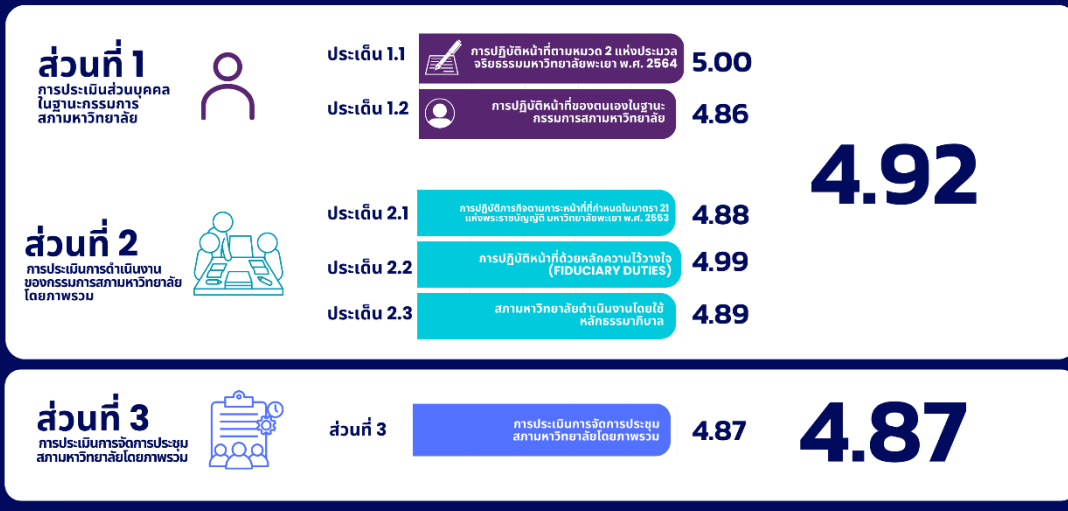 ส่วนที่ 1
การประเมินส่วนบุคคล
ในฐานะกรรมการ
สภามหาวิทยาลัย
ประเด็น 1.1
การปฏิบัติหน้าที่ตามหมวด 2 แห่งประมวล
จริยธรรมมหาวิทยาลัยพะเยา พ.ศ. 2564
5.00
ประเด็น 1.2
การปฏิบัติหน้าที่ของตนเองในฐานะ
กรรมการสภามหาวิทยาลัย
4.86
4.92
ส่วนที่ 2
การประเมินการดำเนินงาน
ของกรรมการสภามหาวิทยาลัย
โดยภาพรวม
ประเด็น 2.1
การปฏิบัติภารกิจตามภาระหน้าที่ที่กำหนดในมาตรา 21
แห่งพระราชบัญญัติ มหาวิทยาลัยพะเยา พ.ศ. 2553
4.88
ประเด็น 2.2
การปฏิบัติหน้าที่ด้วยหลักความไว้วางใจ
(FIDUCIARY DUTIES)
4.99
ประเด็น 2.3
สภามหาวิทยาลัยดำเนินงานโดยใช้
หลักธรรมาภิบาล
4.89
ส่วนที่ 3
การประเมินการจัดการประชุม
สภามหาวิทยาลัยโดยภาพรวม
ส่วนที่ 3
การประเมินการจัดการประชุม
สภามหาวิทยาลัยโดยภาพรวม
4.87
4.87